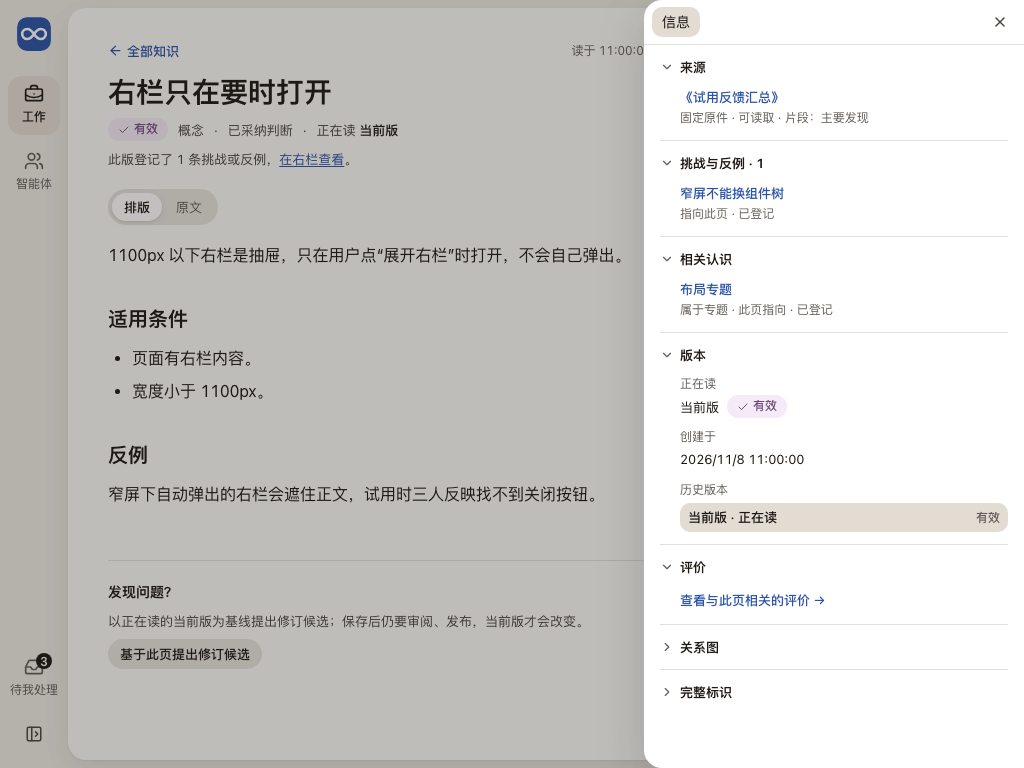 工作
智能体
3
待我处理
全部知识
读于 11:00:0
右栏只在要时打开
有效 概念 · 已采纳判断 · 正在读 当前版
此版登记了 1 条挑战或反例，在右栏查看。
排版 原文
1100px 以下右栏是抽屉，只在用户点“展开右栏”时打开，不会自己弹出。
适用条件
• 页面有右栏内容。
• 宽度小于 1100px。
反例
窄屏下自动弹出的右栏会遮住正文，试用时三人反映找不到关闭按钮。
发现问题?
以正在读的当前版为基线提出修订候选；保存后仍要审阅、发布，当前版才会改变。
基于此页提出修订候选
信息
来源
《试用反馈汇总》
固定原件 · 可读取 · 片段：主要发现
挑战与反例 · 1
窄屏不能换组件树
指向此页 · 已登记
相关认识
布局专题
属于专题 · 此页指向 · 已登记
版本
正在读
当前版 有效
创建于
2026/11/8 11:00:00
历史版本
当前版 · 正在读 有效
评价
查看与此页相关的评价 →
关系图
完整标识